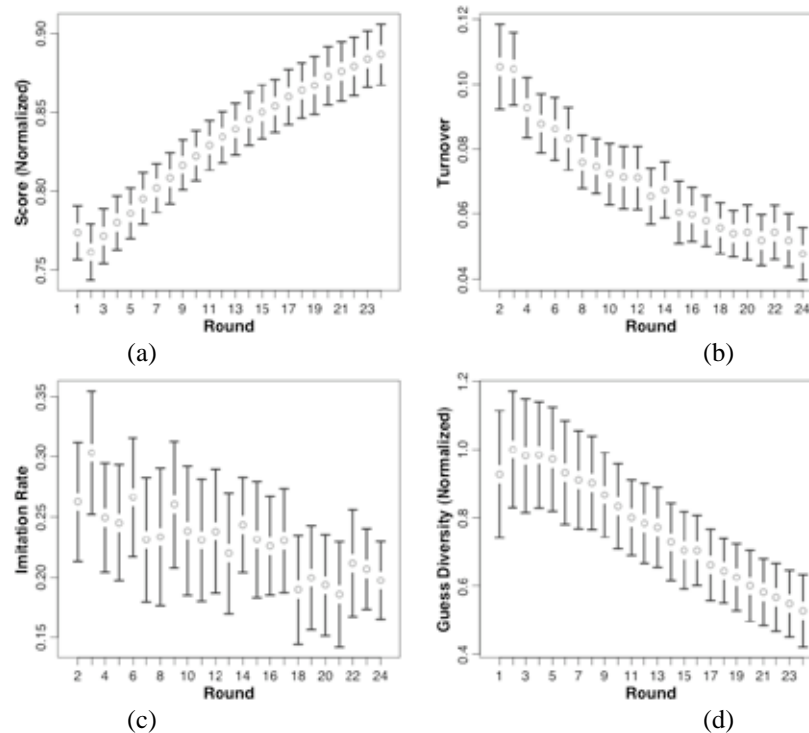 0.90
0.85
0.80
0.75
Score (Normalized)
1 3 5 7 9 11 13 15 17 19 21 23
Round
(a)
0.12
0.10
0.08
0.06
0.04
Turnover
2 4 6 8 10 12 14 16 18 20 22 24
Round
(b)
0.35
0.30
0.25
0.20
0.15
Imitation Rate
2 4 6 8 10 12 14 16 18 20 22 24
Round
(c)
1.2
1.0
0.8
0.6
0.4
Guess Diversity (Normalized)
1 3 5 7 9 11 13 15 17 19 21 23
Round
(d)